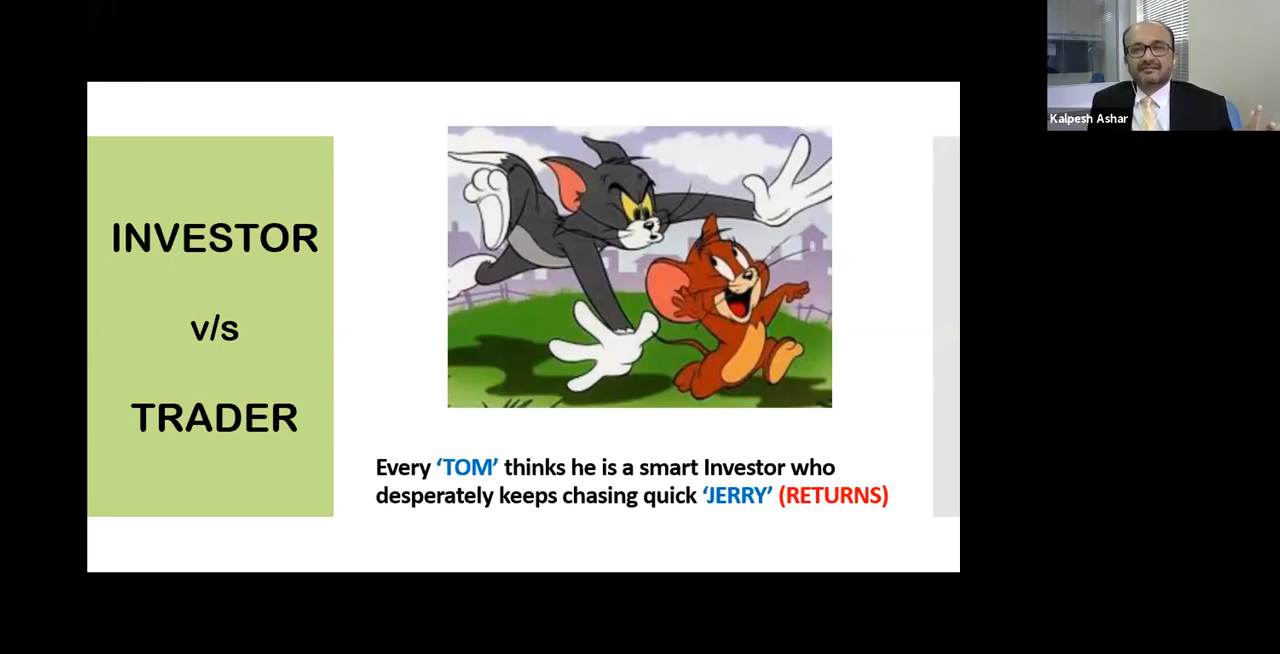 INVESTOR
v/s
TRADER
Every ‘TOM’ thinks he is a smart Investor who
desperately keeps chasing quick ‘JERRY’ (RETURNS)
Kalpesh Ashar